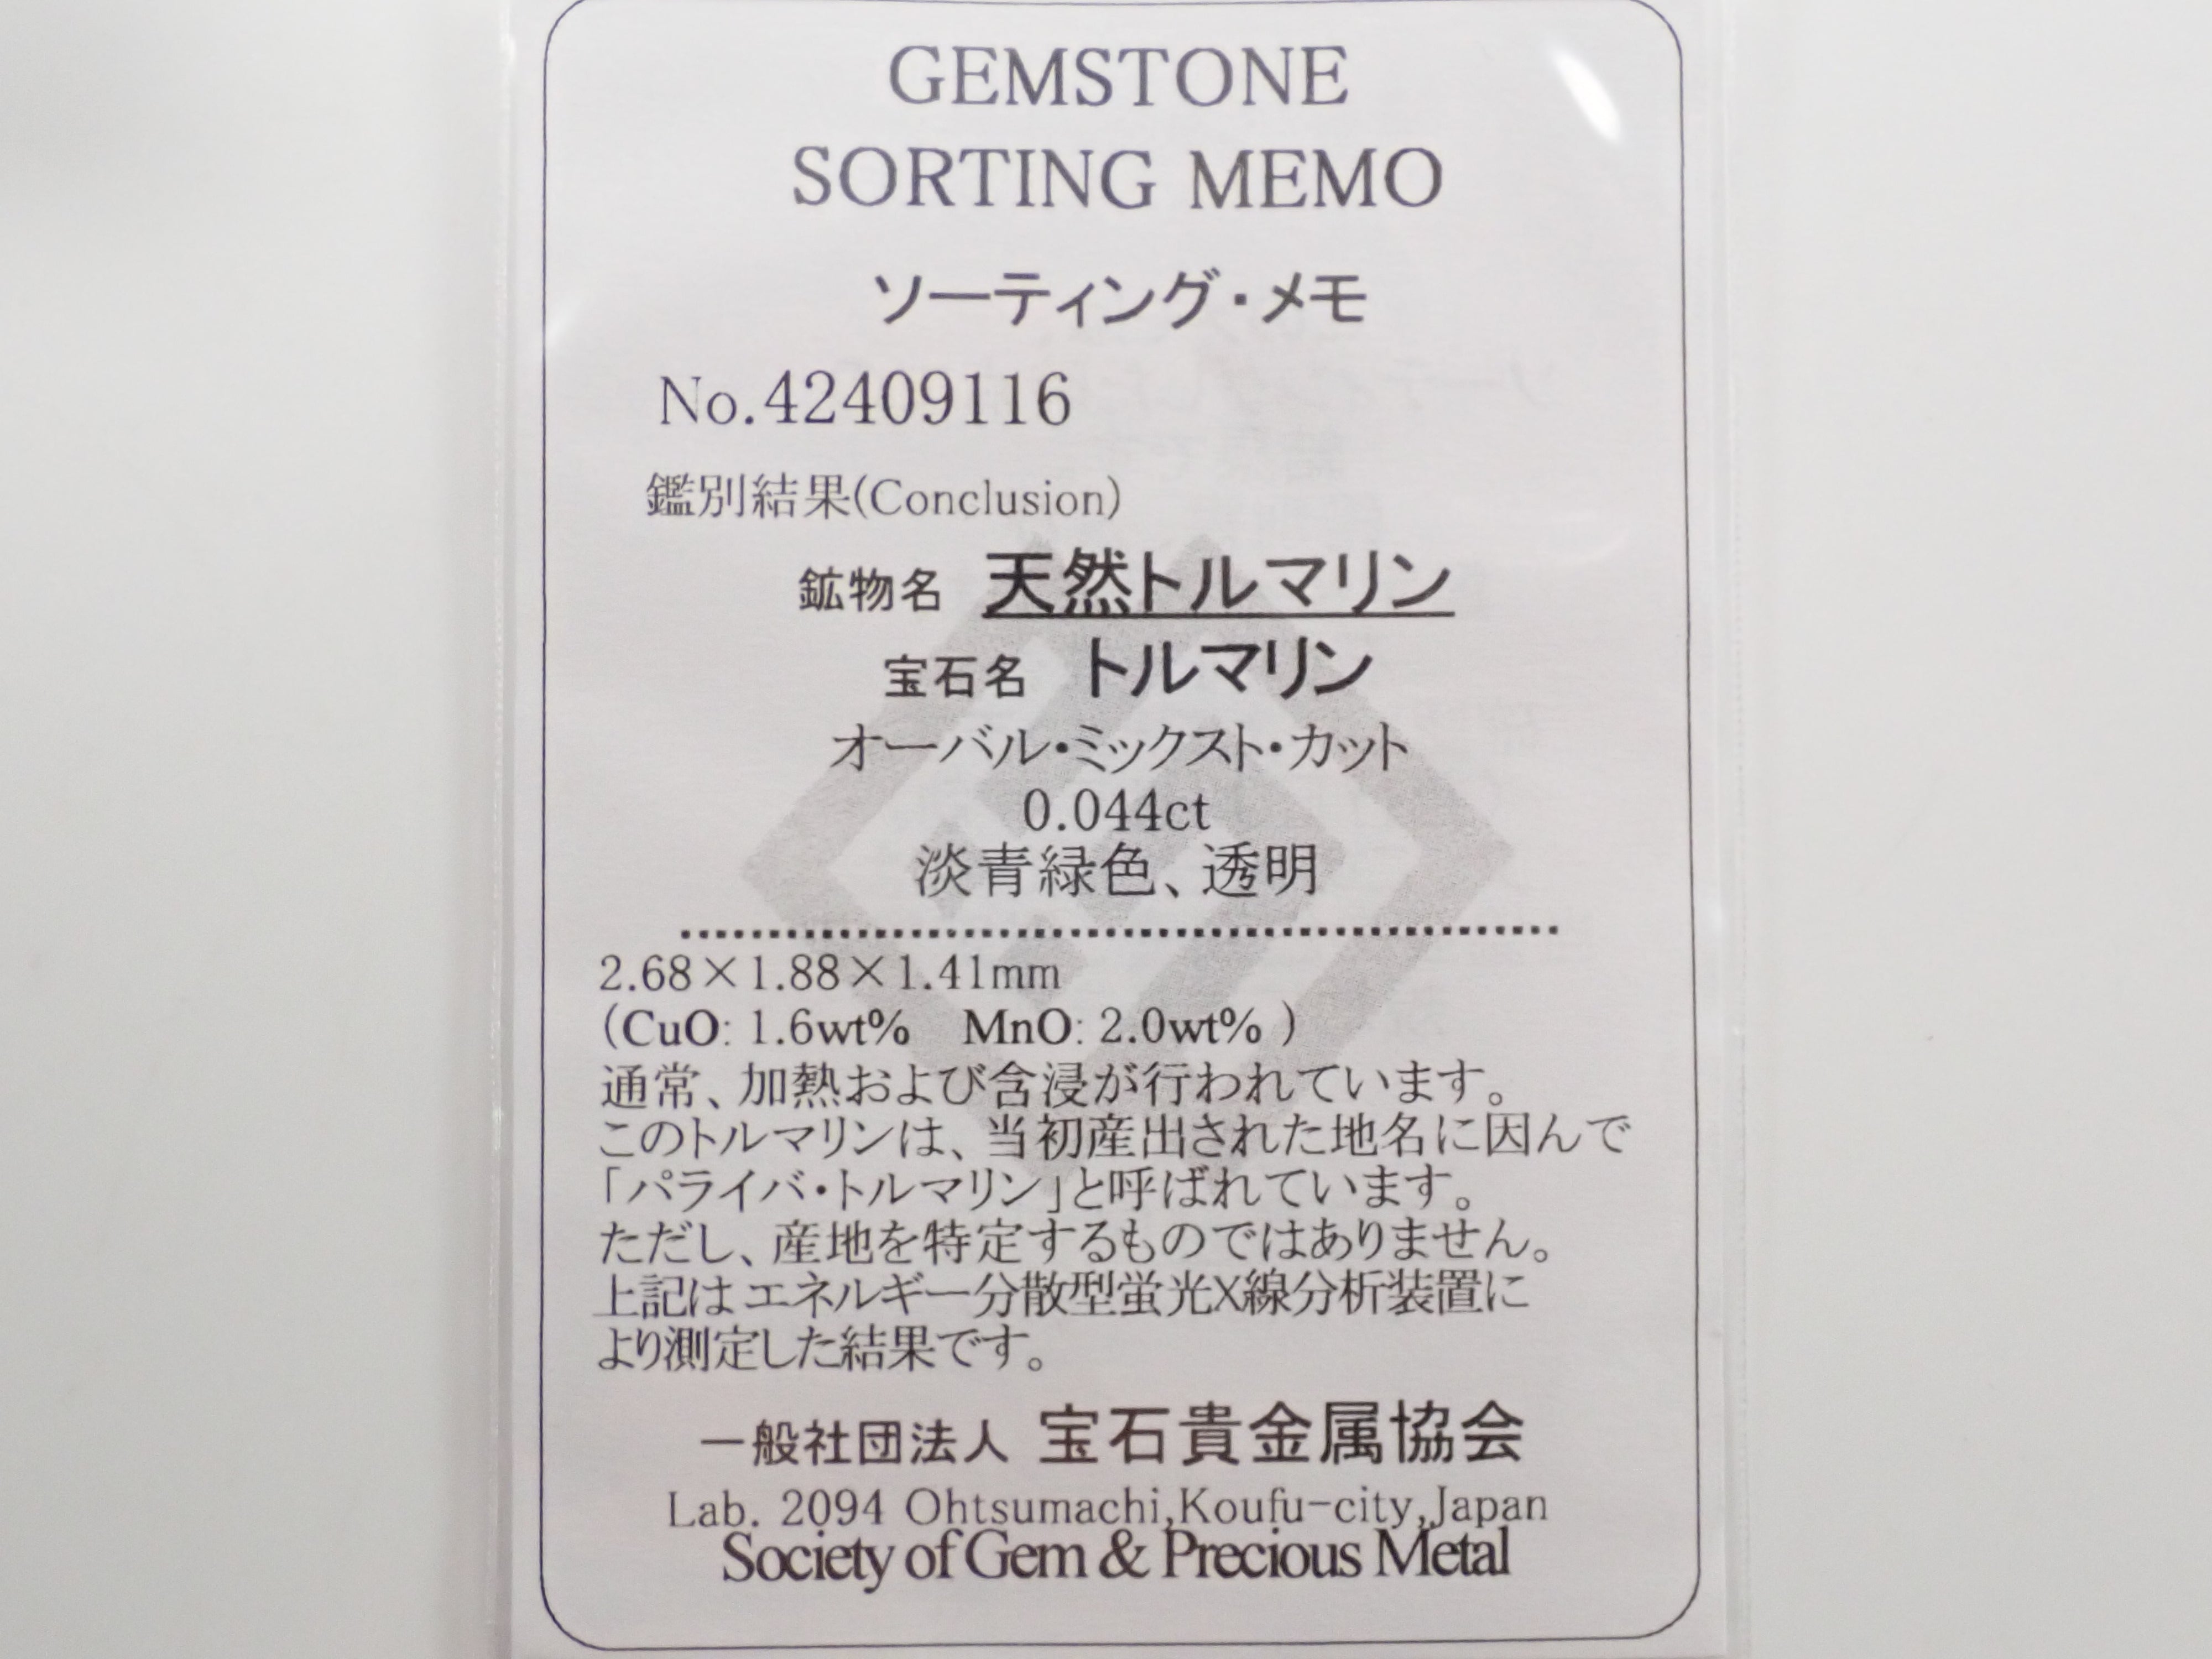 GEMSTONE
SORTING MEMO
ソーティング・メモ
No.42409116
鑑別結果(Conclusion)
鉱物名 天然トルマリン
宝石名 トルマリン
オーバル・ミックスト・カット
0.044ct
淡青緑色、透明
2.68×1.88×1.41mm
(CuO: 1.6wt% MnO: 2.0wt% )
通常、加熱および含浸が行われています。
このトルマリンは、当初産出された地名に因んで
「パライバ・トルマリン」と呼ばれています。
ただし、産地を特定するものではありません。
上記はエネルギー分散型蛍光X線分析装置に
より測定した結果です。
一般社団法人 宝石貴金属協会
Lab. 2094 Ohtsumachi,Koufu-city,Japan
Society of Gem & Precious Metal